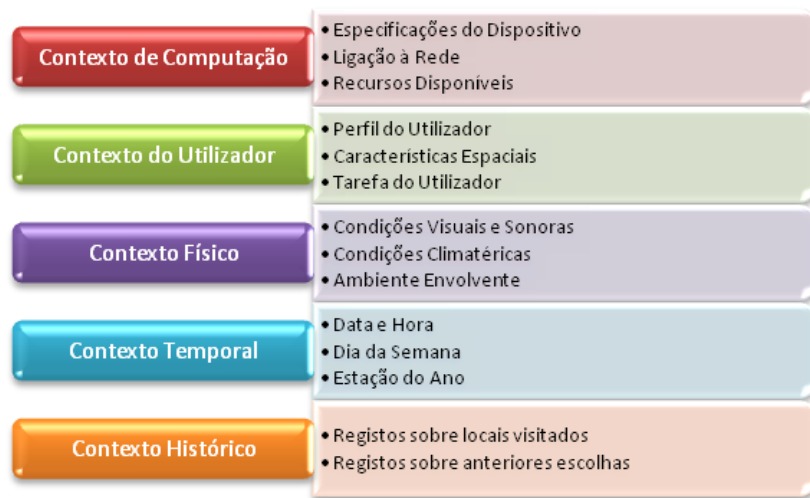 Contexto de Computação
• Especificações do Dispositivo
• Ligação à Rede
• Recursos Disponíveis
Contexto do Utilizador
• Perfil do Utilizador
• Características Espaciais
• Tarefa do Utilizador
Contexto Físico
• Condições Visuais e Sonoras
• Condições Climatéricas
• Ambiente Envolvente
Contexto Temporal
• Data e Hora
• Dia da Semana
• Estação do Ano
Contexto Histórico
• Registos sobre locais visitados
• Registos sobre anteriores escolhas